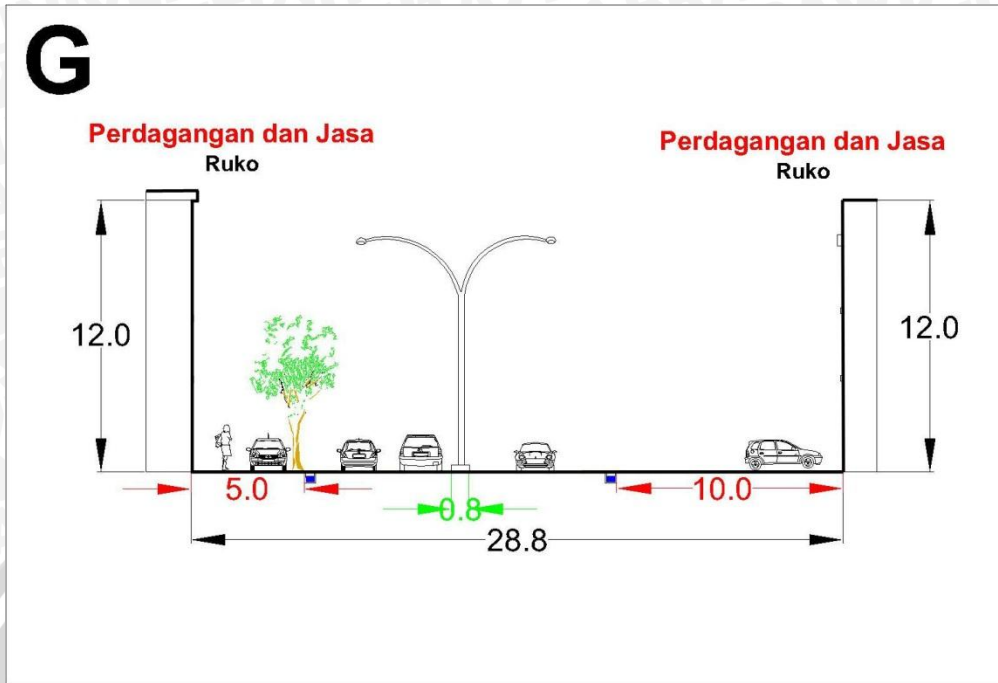 G
Perdagangan dan Jasa
Ruko
Perdagangan dan Jasa
Ruko
12.0
12.0
5.0
0.8
10.0
28.8